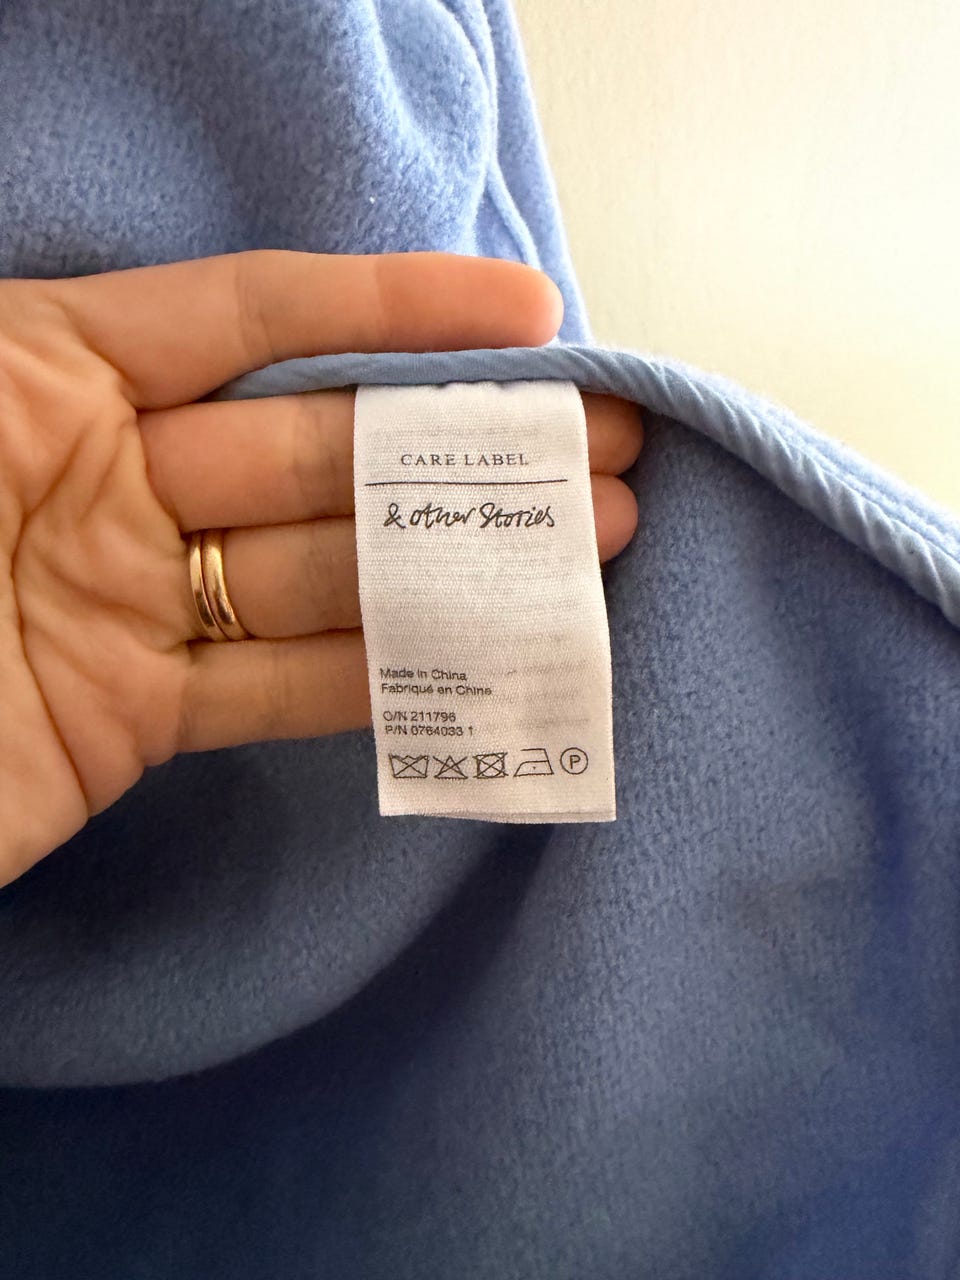 CARE LABEL
& other Stories
Made in China
Fabriqué en Chine
O/N 211796
P/N 0764033 1
P